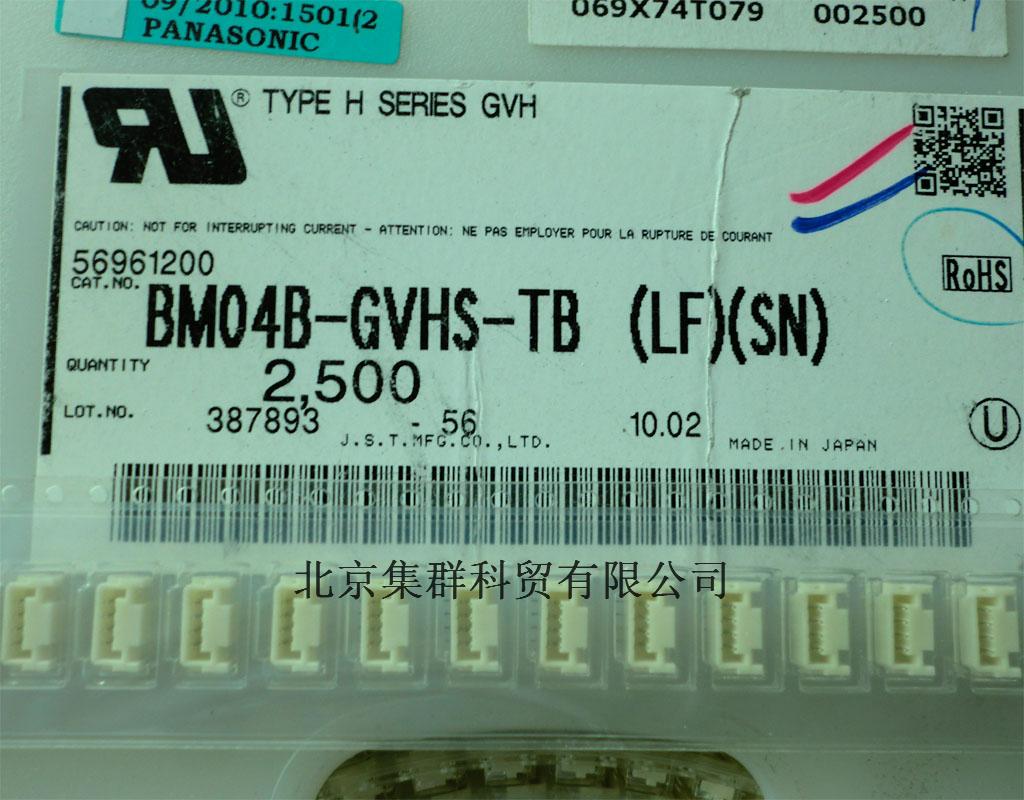 09/2010:1501(2
PANASONIC
069X74T079 002500
® TYPE H SERIES GVH
CAUTION: NOT FOR INTERRUPTING CURRENT - ATTENTION: NE PAS EMPLOYER POUR LA RUPTURE DE COURANT
56961200
RoHS
CAT.NO. BM04B-GVHS-TB (LF)(SN)
QUANTITY 2,500
LOT.NO. 387893 - 56 10.02
U
J.S.T.MFG.CO.,LTD. MADE IN JAPAN
北京集群科贸有限公司